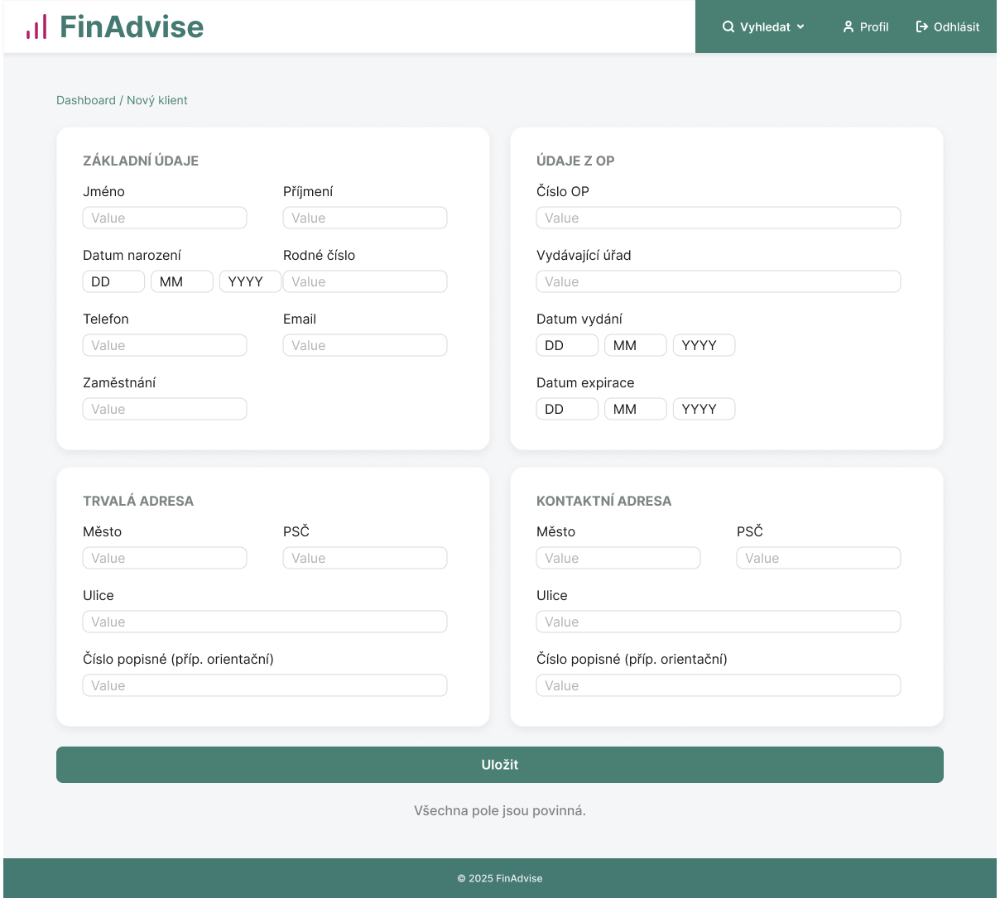 FinAdvise
Vyhledat
Profil
Odhlásit
Dashboard / Nový klient
ZÁKLADNÍ ÚDAJE
Jméno
Příjmení
Value
Value
Datum narození
Rodné číslo
DD
MM
YYYY
Value
Telefon
Email
Value
Value
Zaměstnání
Value
ÚDAJE Z OP
Číslo OP
Value
Vydávající úřad
Value
Datum vydání
DD
MM
YYYY
Datum expirace
DD
MM
YYYY
TRVALÁ ADRESA
Město
PSČ
Value
Value
Ulice
Value
Číslo popisné (příp. orientační)
Value
KONTAKTNÍ ADRESA
Město
PSČ
Value
Value
Ulice
Value
Číslo popisné (příp. orientační)
Value
Uložit
Všechna pole jsou povinná.
© 2025 FinAdvise